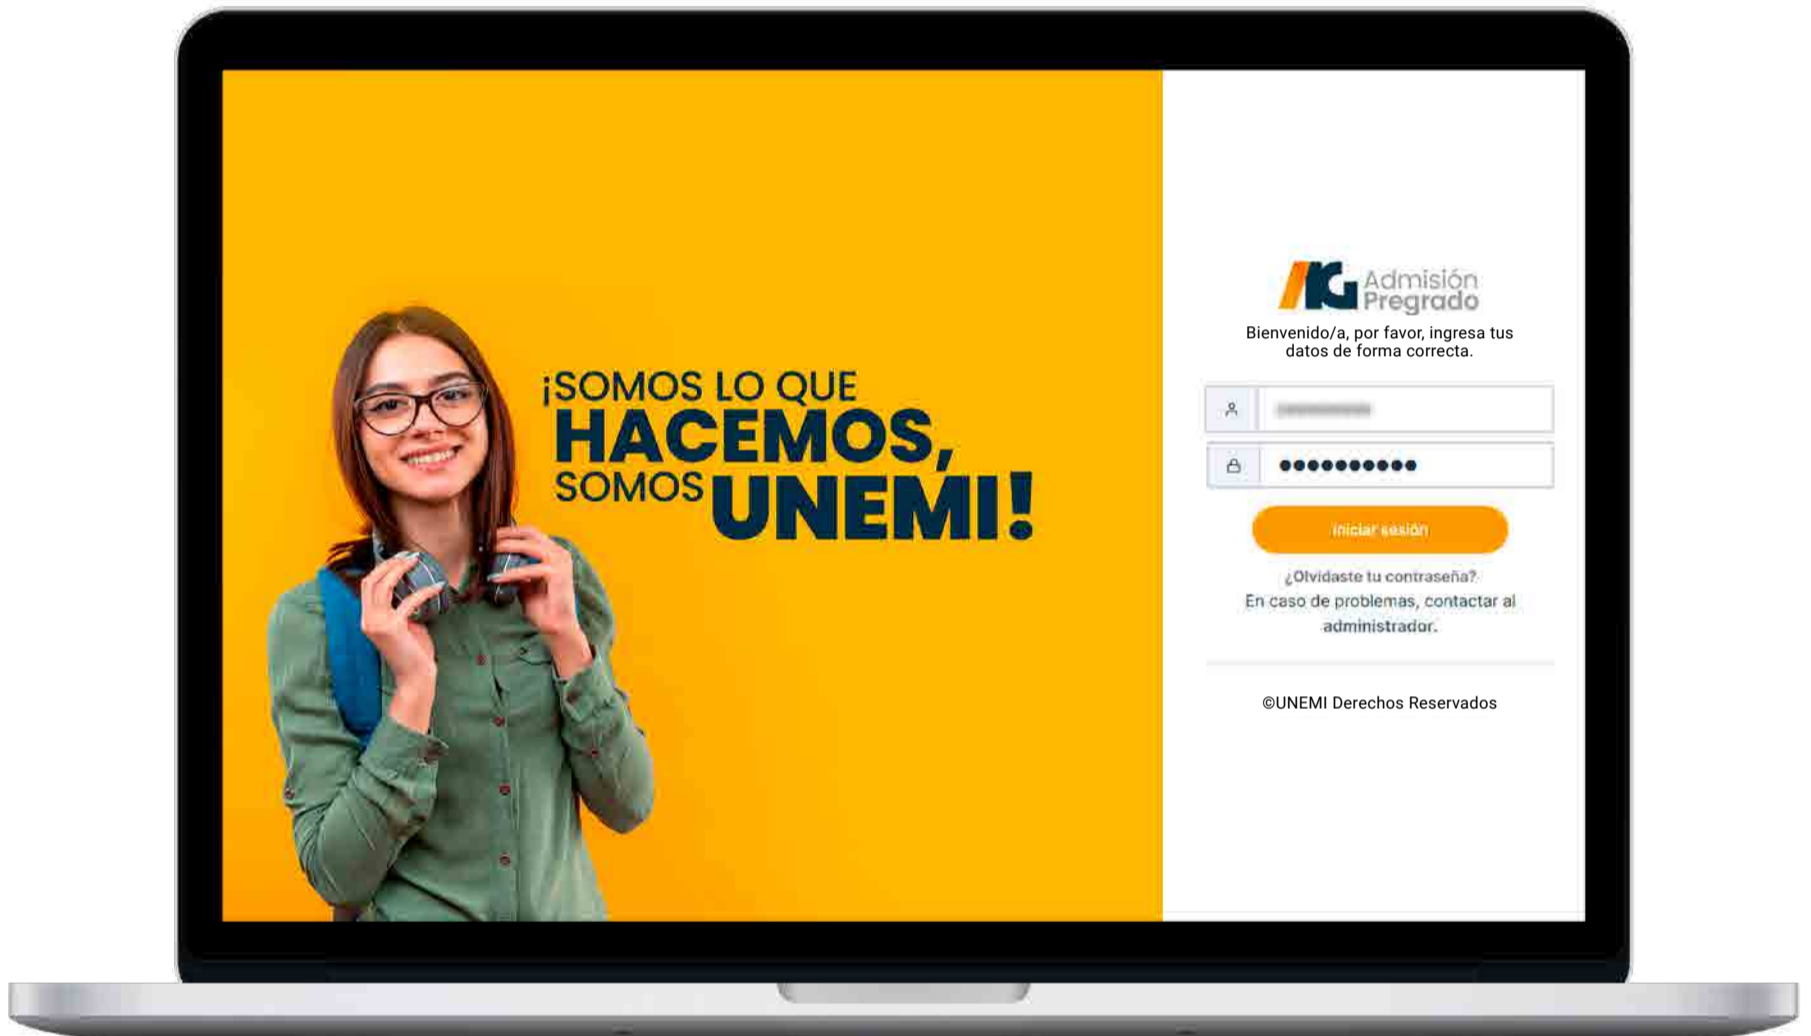 ¡SOMOS LO QUE
HACEMOS,
SOMOS UNEMI!
Admisión
Pregrado
Bienvenido/a, por favor, ingresa tus
datos de forma correcta.
Iniciar sesión
¿Olvidaste tu contraseña?
En caso de problemas, contactar al
administrador.
©UNEMI Derechos Reservados